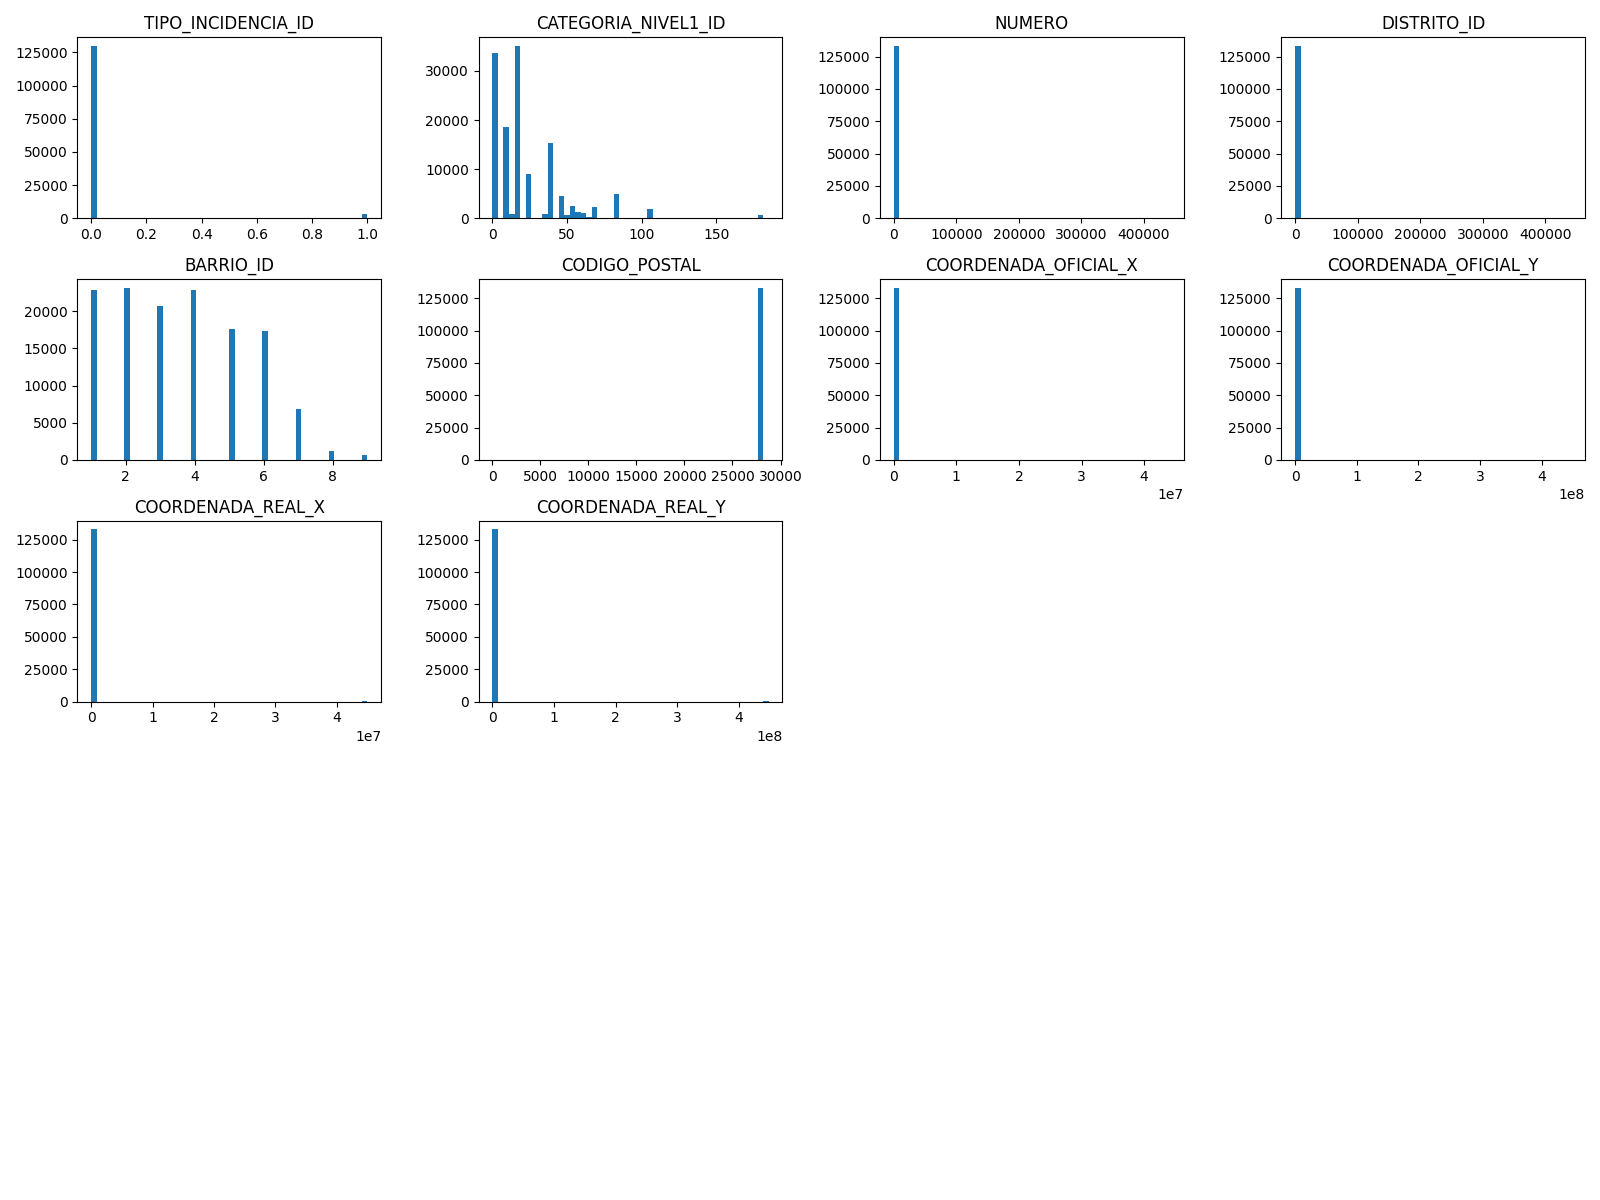 TIPO_INCIDENCIA_ID
CATEGORIA_NIVEL1_ID
NUMERO
DISTRITO_ID
125000
100000
75000
50000
25000
0
0.0 0.2 0.4 0.6 0.8 1.0
30000
20000
10000
0
0 50 100 150
125000
100000
75000
50000
25000
0
0 100000 200000 300000 400000
125000
100000
75000
50000
25000
0
0 100000 200000 300000 400000
BARRIO_ID
CODIGO_POSTAL
COORDENADA_OFICIAL_X
COORDENADA_OFICIAL_Y
20000
15000
10000
5000
0
2 4 6 8
125000
100000
75000
50000
25000
0
0 5000 10000 15000 20000 25000 30000
125000
100000
75000
50000
25000
0
0 1 2 3 4
1e7
125000
100000
75000
50000
25000
0
0 1 2 3 4
1e8
COORDENADA_REAL_X
COORDENADA_REAL_Y
125000
100000
75000
50000
25000
0
0 1 2 3 4
1e7
125000
100000
75000
50000
25000
0
0 1 2 3 4
1e8